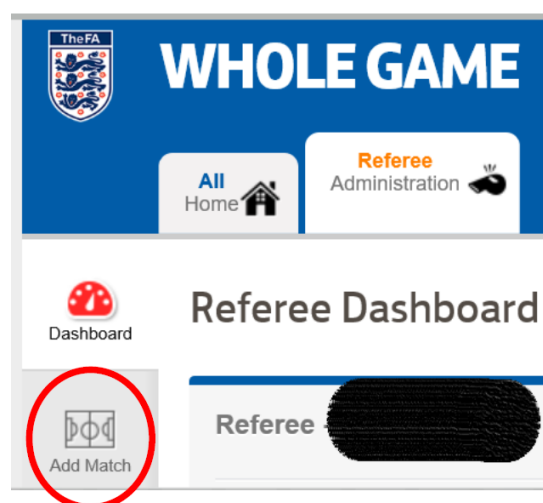 TheFA
WHOLE GAME
All
Home
Referee
Administration
Dashboard
Referee Dashboard
Add Match
Referee